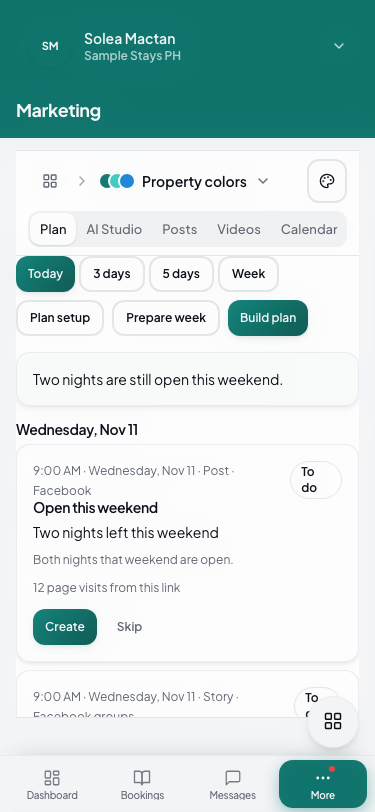 SM
Solea Mactan
Sample Stays PH
Marketing
Property colors
Plan
AI Studio
Posts
Videos
Calendar
Today
3 days
5 days
Week
Plan setup
Prepare week
Build plan
Two nights are still open this weekend.
Wednesday, Nov 11
9:00 AM · Wednesday, Nov 11 · Post ·
Facebook
To
do
Open this weekend
Two nights left this weekend
Both nights that weekend are open.
12 page visits from this link
Create
Skip
9:00 AM · Wednesday, Nov 11 · Story ·
Facebook groups
To
Dashboard
Bookings
Messages
More